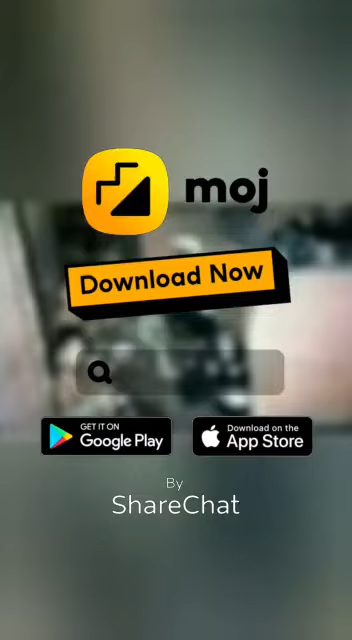 moj
Download Now
GET IT ON
Google Play
Download on the
App Store
By
ShareChat